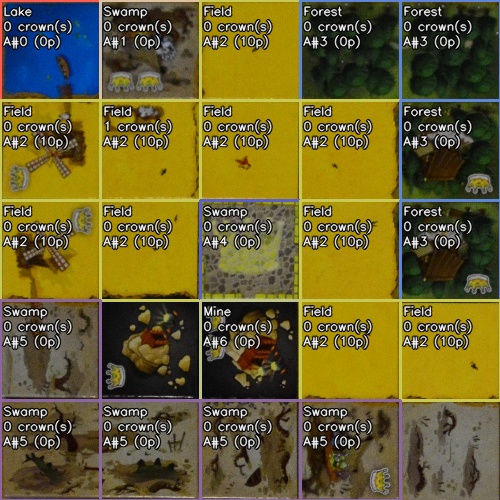 Lake
0 crown(s)
A#0 (0p)
Swamp
0 crown(s)
A#1 (0p)
Field
0 crown(s)
A#2 (10p)
Forest
0 crown(s)
A#3 (0p)
Forest
0 crown(s)
A#3 (0p)
Field
0 crown(s)
A#2 (10p)
Field
1 crown(s)
A#2 (10p)
Field
0 crown(s)
A#2 (10p)
Field
0 crown(s)
A#2 (10p)
Forest
0 crown(s)
A#3 (0p)
Field
0 crown(s)
A#2 (10p)
Field
0 crown(s)
A#2 (10p)
Swamp
0 crown(s)
A#4 (0p)
Field
0 crown(s)
A#2 (10p)
Forest
0 crown(s)
A#3 (0p)
Swamp
0 crown(s)
A#5 (0p)
Mine
0 crown(s)
A#6 (0p)
Field
0 crown(s)
A#2 (10p)
Field
0 crown(s)
A#2 (10p)
Swamp
0 crown(s)
A#5 (0p)
Swamp
0 crown(s)
A#5 (0p)
Swamp
0 crown(s)
A#5 (0p)
Swamp
0 crown(s)
A#5 (0p)